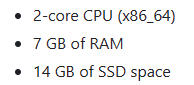 • 2-core CPU (x86_64)
• 7 GB of RAM
• 14 GB of SSD space